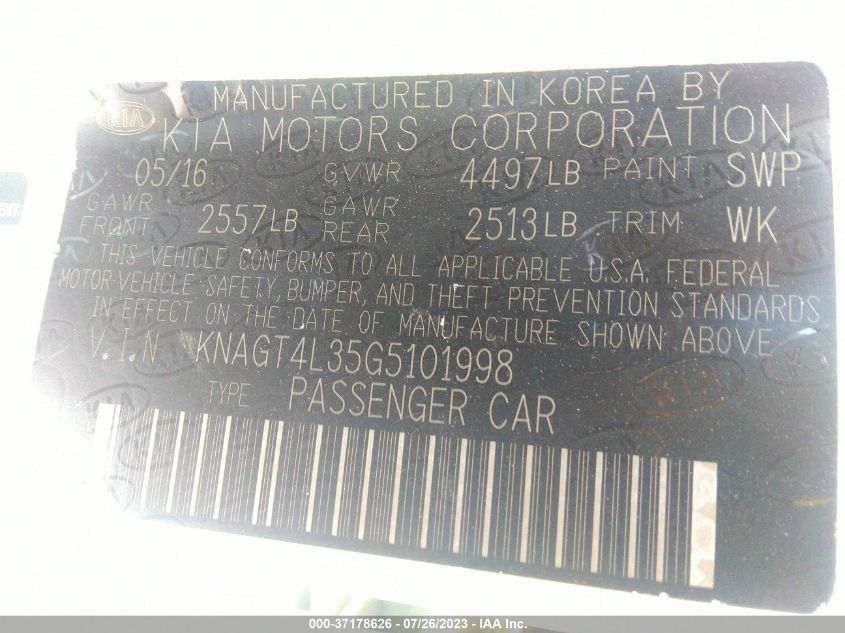 MANUFACTURED IN KOREA BY
KIA
KIA MOTORS CORPORATION
05/16 GVWR 4497LB PAINT SWP
GAWR FRONT 2557LB GAWR REAR 2513LB TRIM WK
THIS VEHICLE CONFORMS TO ALL APPLICABLE U.S.A. FEDERAL
MOTOR-VEHICLE-SAFETY, BUMPER, AND THEFT PREVENTION STANDARDS
IN EFFECT ON THE DATE OF MANUFACTURE SHOWN ABOVE
V.I.N KNAGT4L35G5101998
TYPE PASSENGER CAR
000-37178626 / 07/26/2023 - IAA Inc.